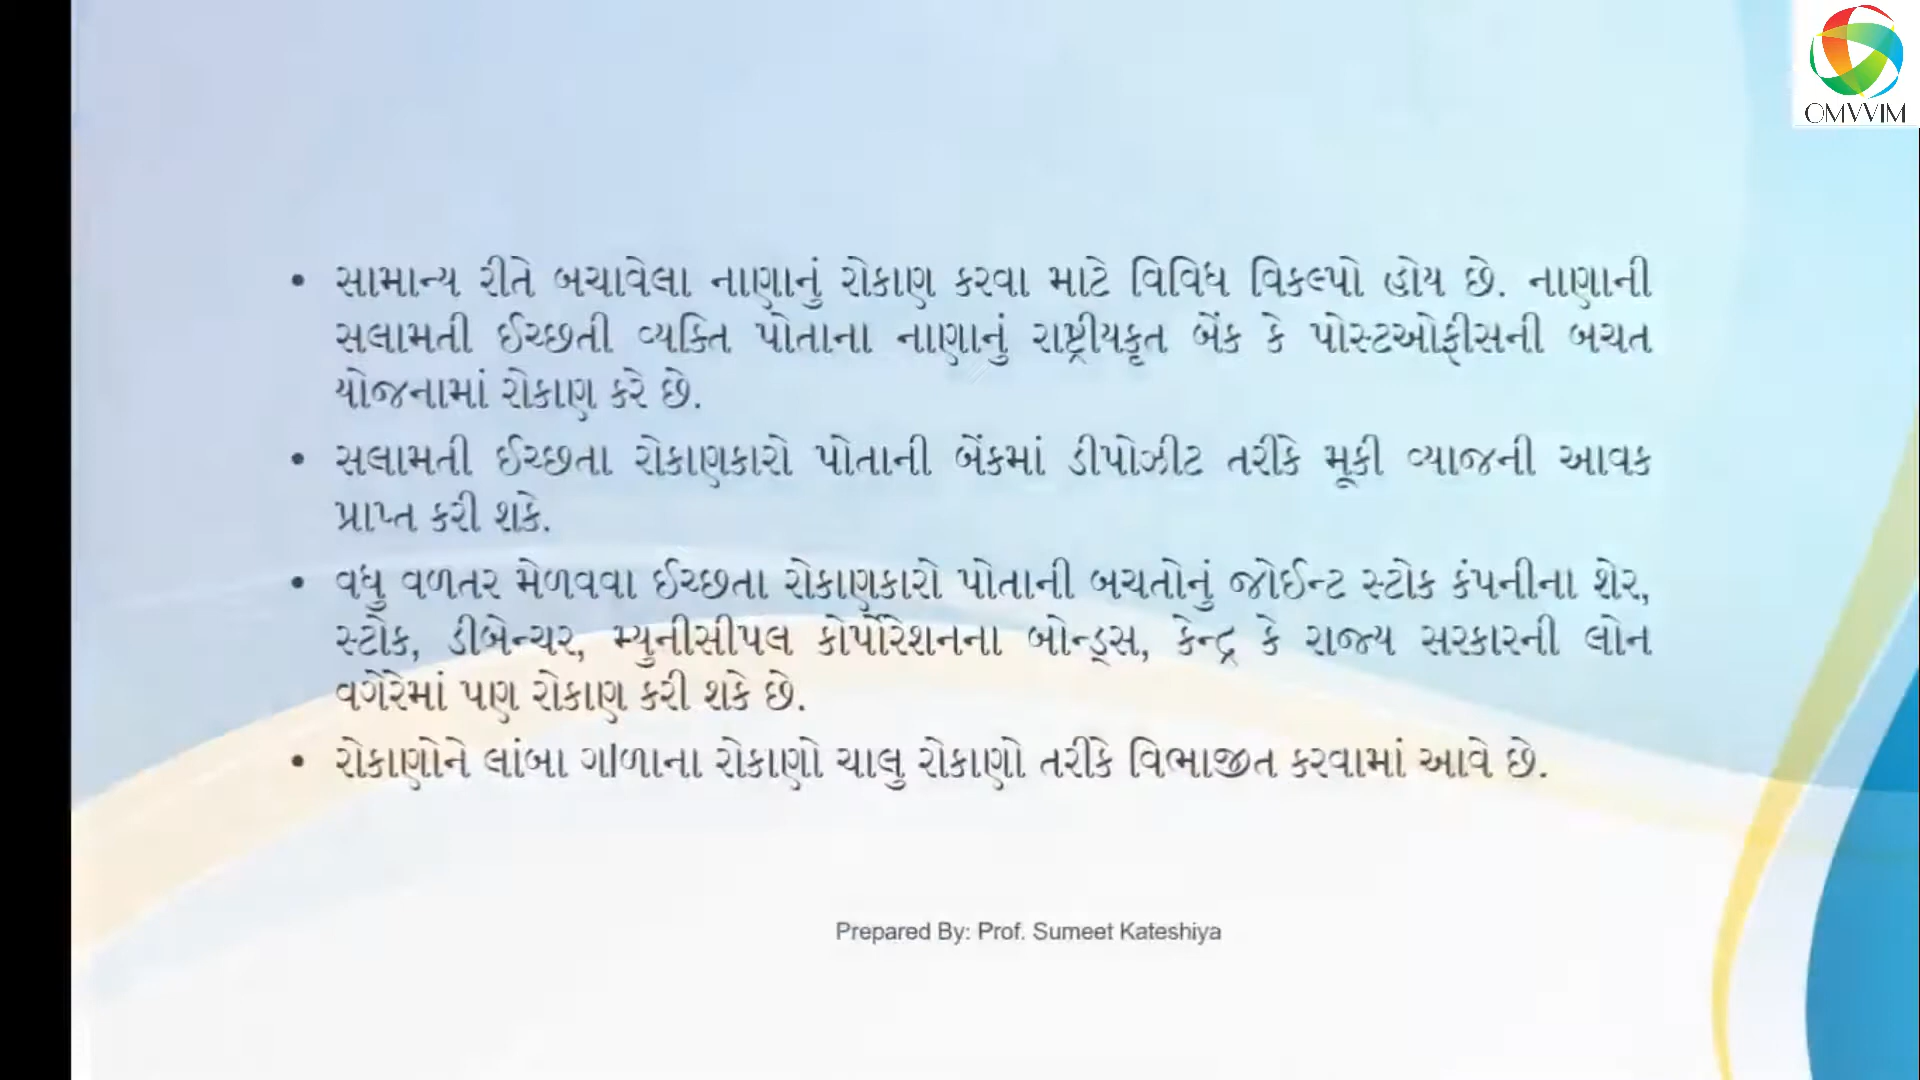 OMVVIM
• સામાન્ય રીતે બચાવેલા નાણાનું રોકાણ કરવા માટે વિવિધ વિકલ્પો હોય છે. નાણાની
સલામતી ઈચ્છતી વ્યક્તિ પોતાના નાણાનું રાષ્ટ્રીયકૃત બેંક કે પોસ્ટઓફીસની બચત
યોજનામાં રોકાણ કરે છે.
• સલામતી ઈચ્છતા રોકાણકારો પોતાની બેંકમાં ડીપોઝીટ તરીકે મૂકી વ્યાજની આવક
પ્રાપ્ત કરી શકે.
• વધુ વળતર મેળવવા ઈચ્છતા રોકાણકારો પોતાની બચતોનું જોઈન્ટ સ્ટોક કંપનીના શેર,
સ્ટોક, ડીબેન્ચર, મ્યુનીસીપલ કોર્પોરેશનના બોન્ડ્સ, કેન્દ્ર કે રાજ્ય સરકારની લોન
વગેરેમાં પણ રોકાણ કરી શકે છે.
• રોકાણોને લાંબા ગાળાના રોકાણો ચાલુ રોકાણો તરીકે વિભાજીત કરવામાં આવે છે.
Prepared By: Prof. Sumeet Kateshiya